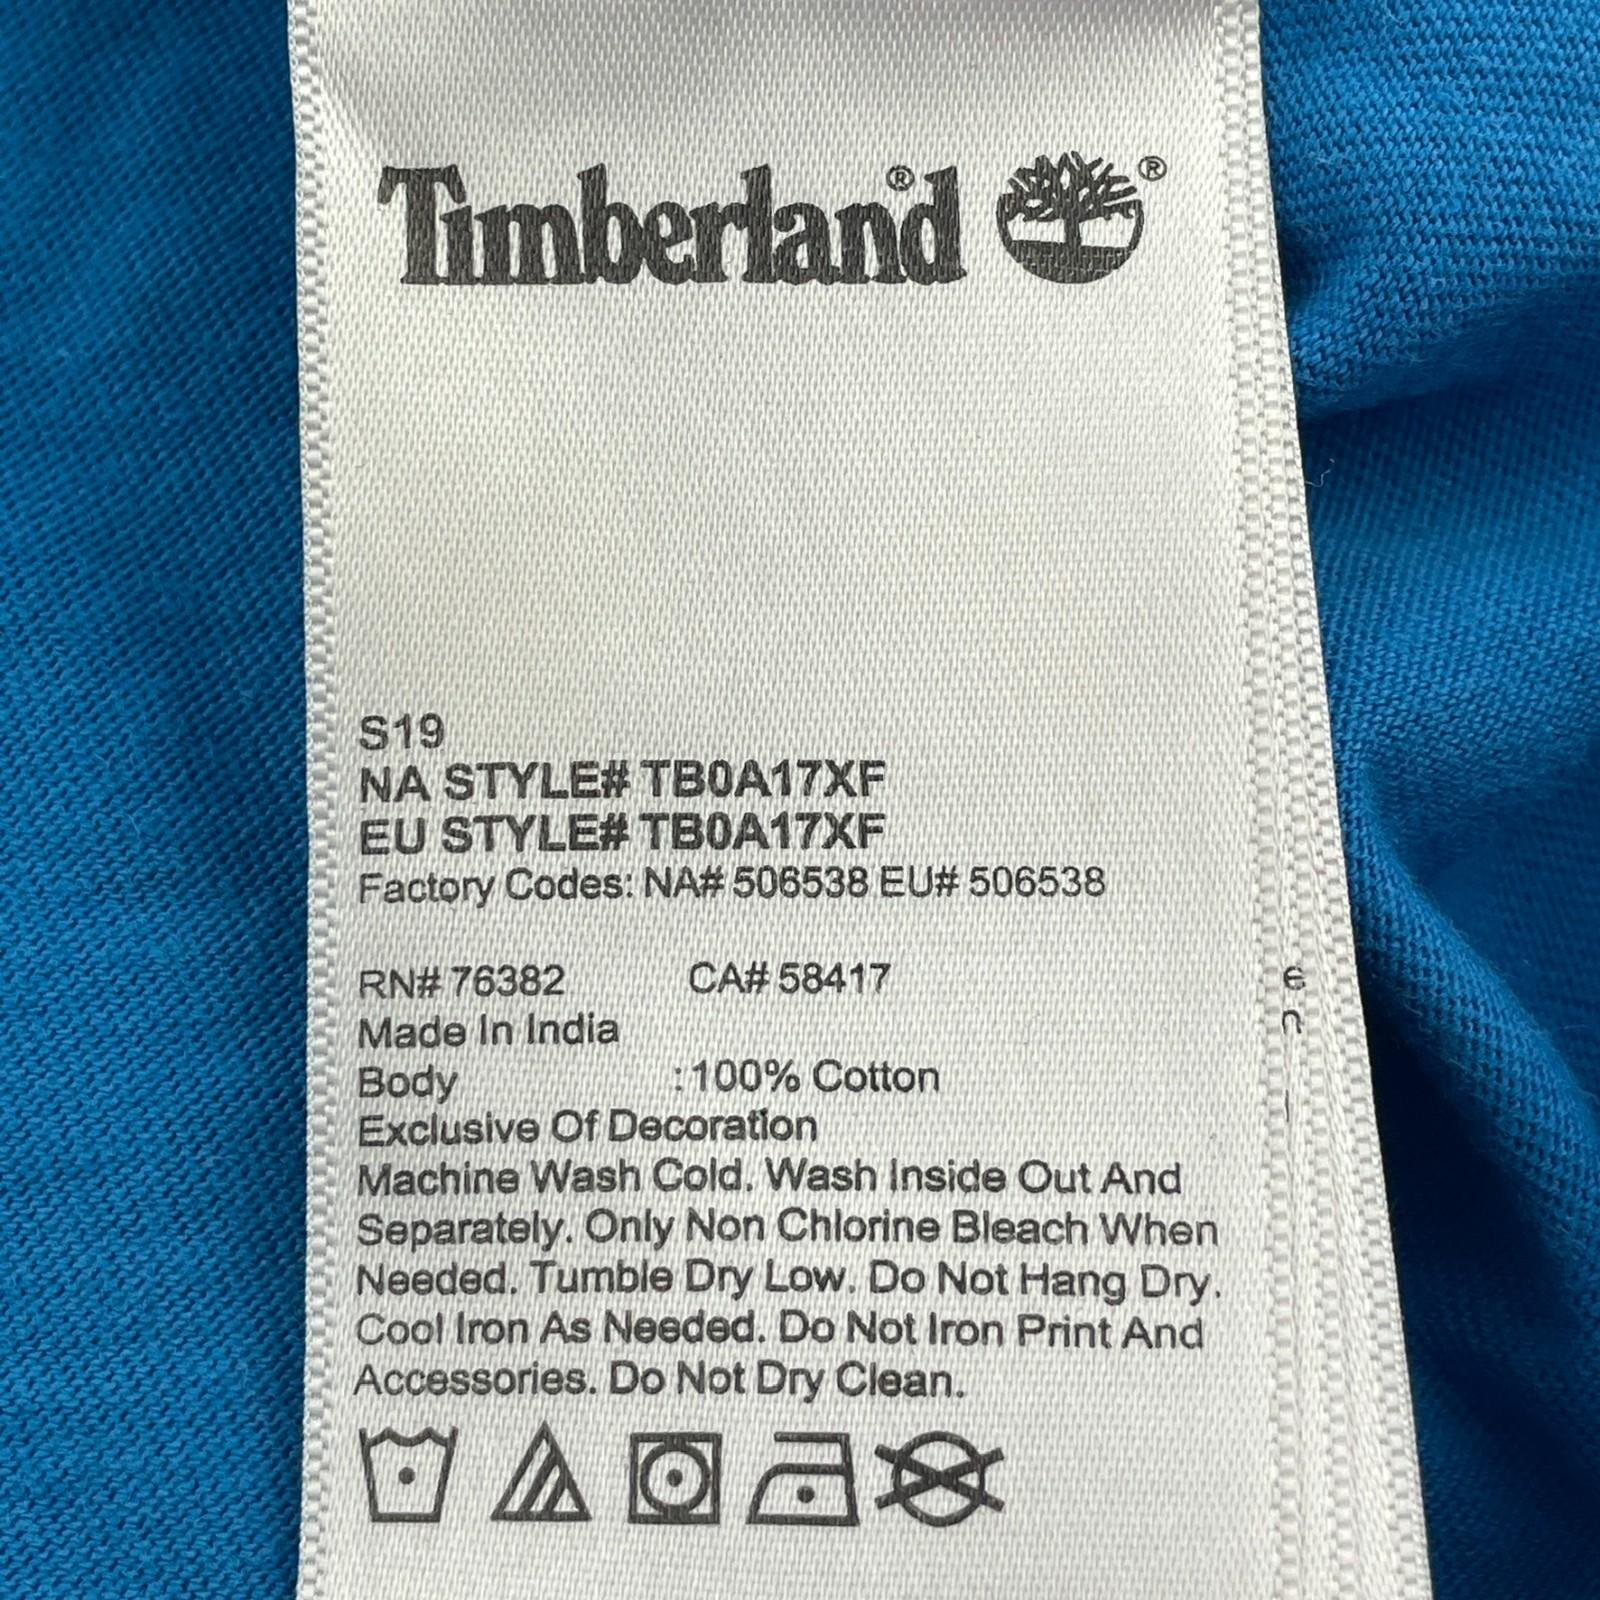 Timberland®
®
S19
NA STYLE# TB0A17XF
EU STYLE# TB0A17XF
Factory Codes: NA# 506538 EU# 506538
RN# 76382 CA# 58417
Made In India
Body : 100% Cotton
Exclusive Of Decoration
Machine Wash Cold. Wash Inside Out And
Separately. Only Non Chlorine Bleach When
Needed. Tumble Dry Low. Do Not Hang Dry.
Cool Iron As Needed. Do Not Iron Print And
Accessories. Do Not Dry Clean.